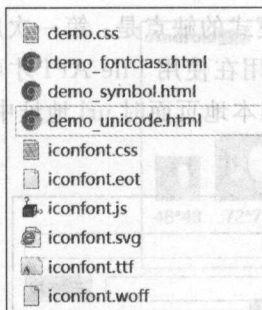 demo.css
demo_fontclass.html
demo_symbol.html
demo_unicode.html
iconfont.css
iconfont.eot
iconfont.js
iconfont.svg
iconfont.ttf
iconfont.woff